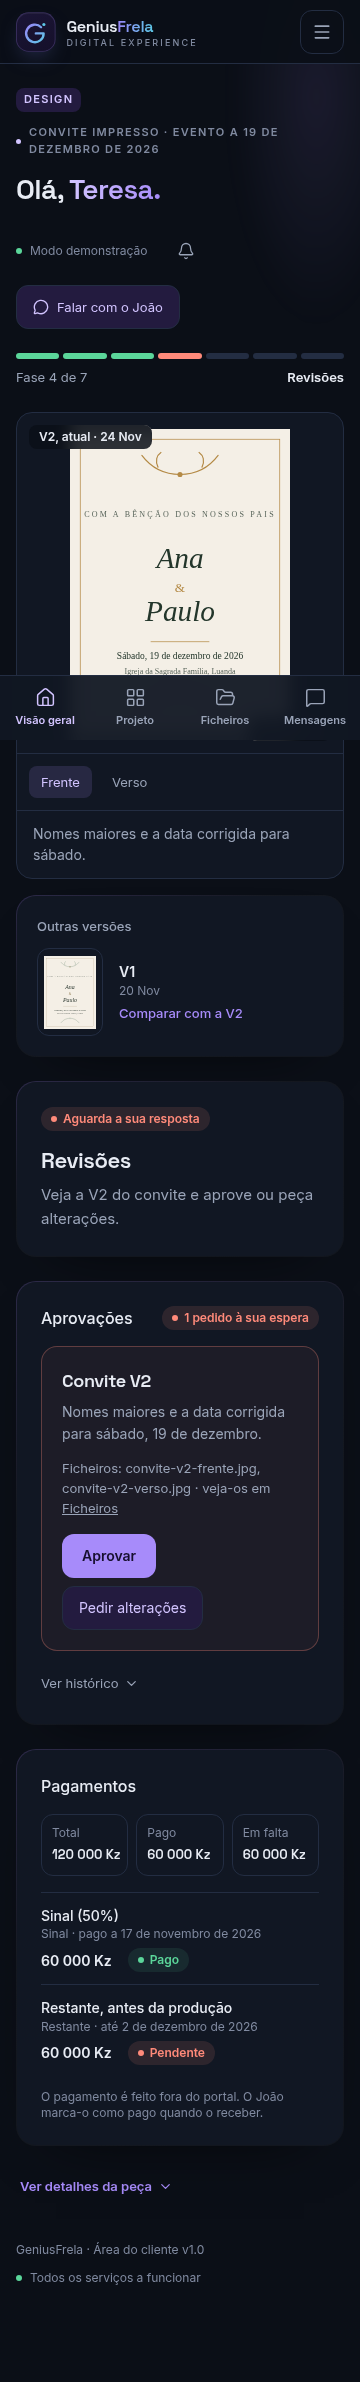 GeniusFrela
DIGITAL EXPERIENCE
DESIGN
CONVITE IMPRESSO · EVENTO A 19 DE
DEZEMBRO DE 2026
Olá, Teresa.
Modo demonstração
Falar com o João
Fase 4 de 7
Revisões
V2, atual · 24 Nov
COM A BÊNÇÃO DOS NOSSOS PAIS
Ana
&
Paulo
Sábado, 19 de dezembro de 2026
Igreja da Sagrada Família, Luanda
Visão geral
Projeto
Ficheiros
Mensagens
Frente
Verso
Nomes maiores e a data corrigida para
sábado.
Outras versões
Ana
Paulo
V1
20 Nov
Comparar com a V2
Aguarda a sua resposta
Revisões
Veja a V2 do convite e aprove ou peça
alterações.
Aprovações
1 pedido à sua espera
Convite V2
Nomes maiores e a data corrigida
para sábado, 19 de dezembro.
Ficheiros: convite-v2-frente.jpg,
convite-v2-verso.jpg · veja-os em
Ficheiros
Aprovar
Pedir alterações
Ver histórico
Pagamentos
Total
120 000 Kz
Pago
60 000 Kz
Em falta
60 000 Kz
Sinal (50%)
Sinal · pago a 17 de novembro de 2026
60 000 Kz
Pago
Restante, antes da produção
Restante · até 2 de dezembro de 2026
60 000 Kz
Pendente
O pagamento é feito fora do portal. O João
marca-o como pago quando o receber.
Ver detalhes da peça
GeniusFrela · Área do cliente v1.0
Todos os serviços a funcionar